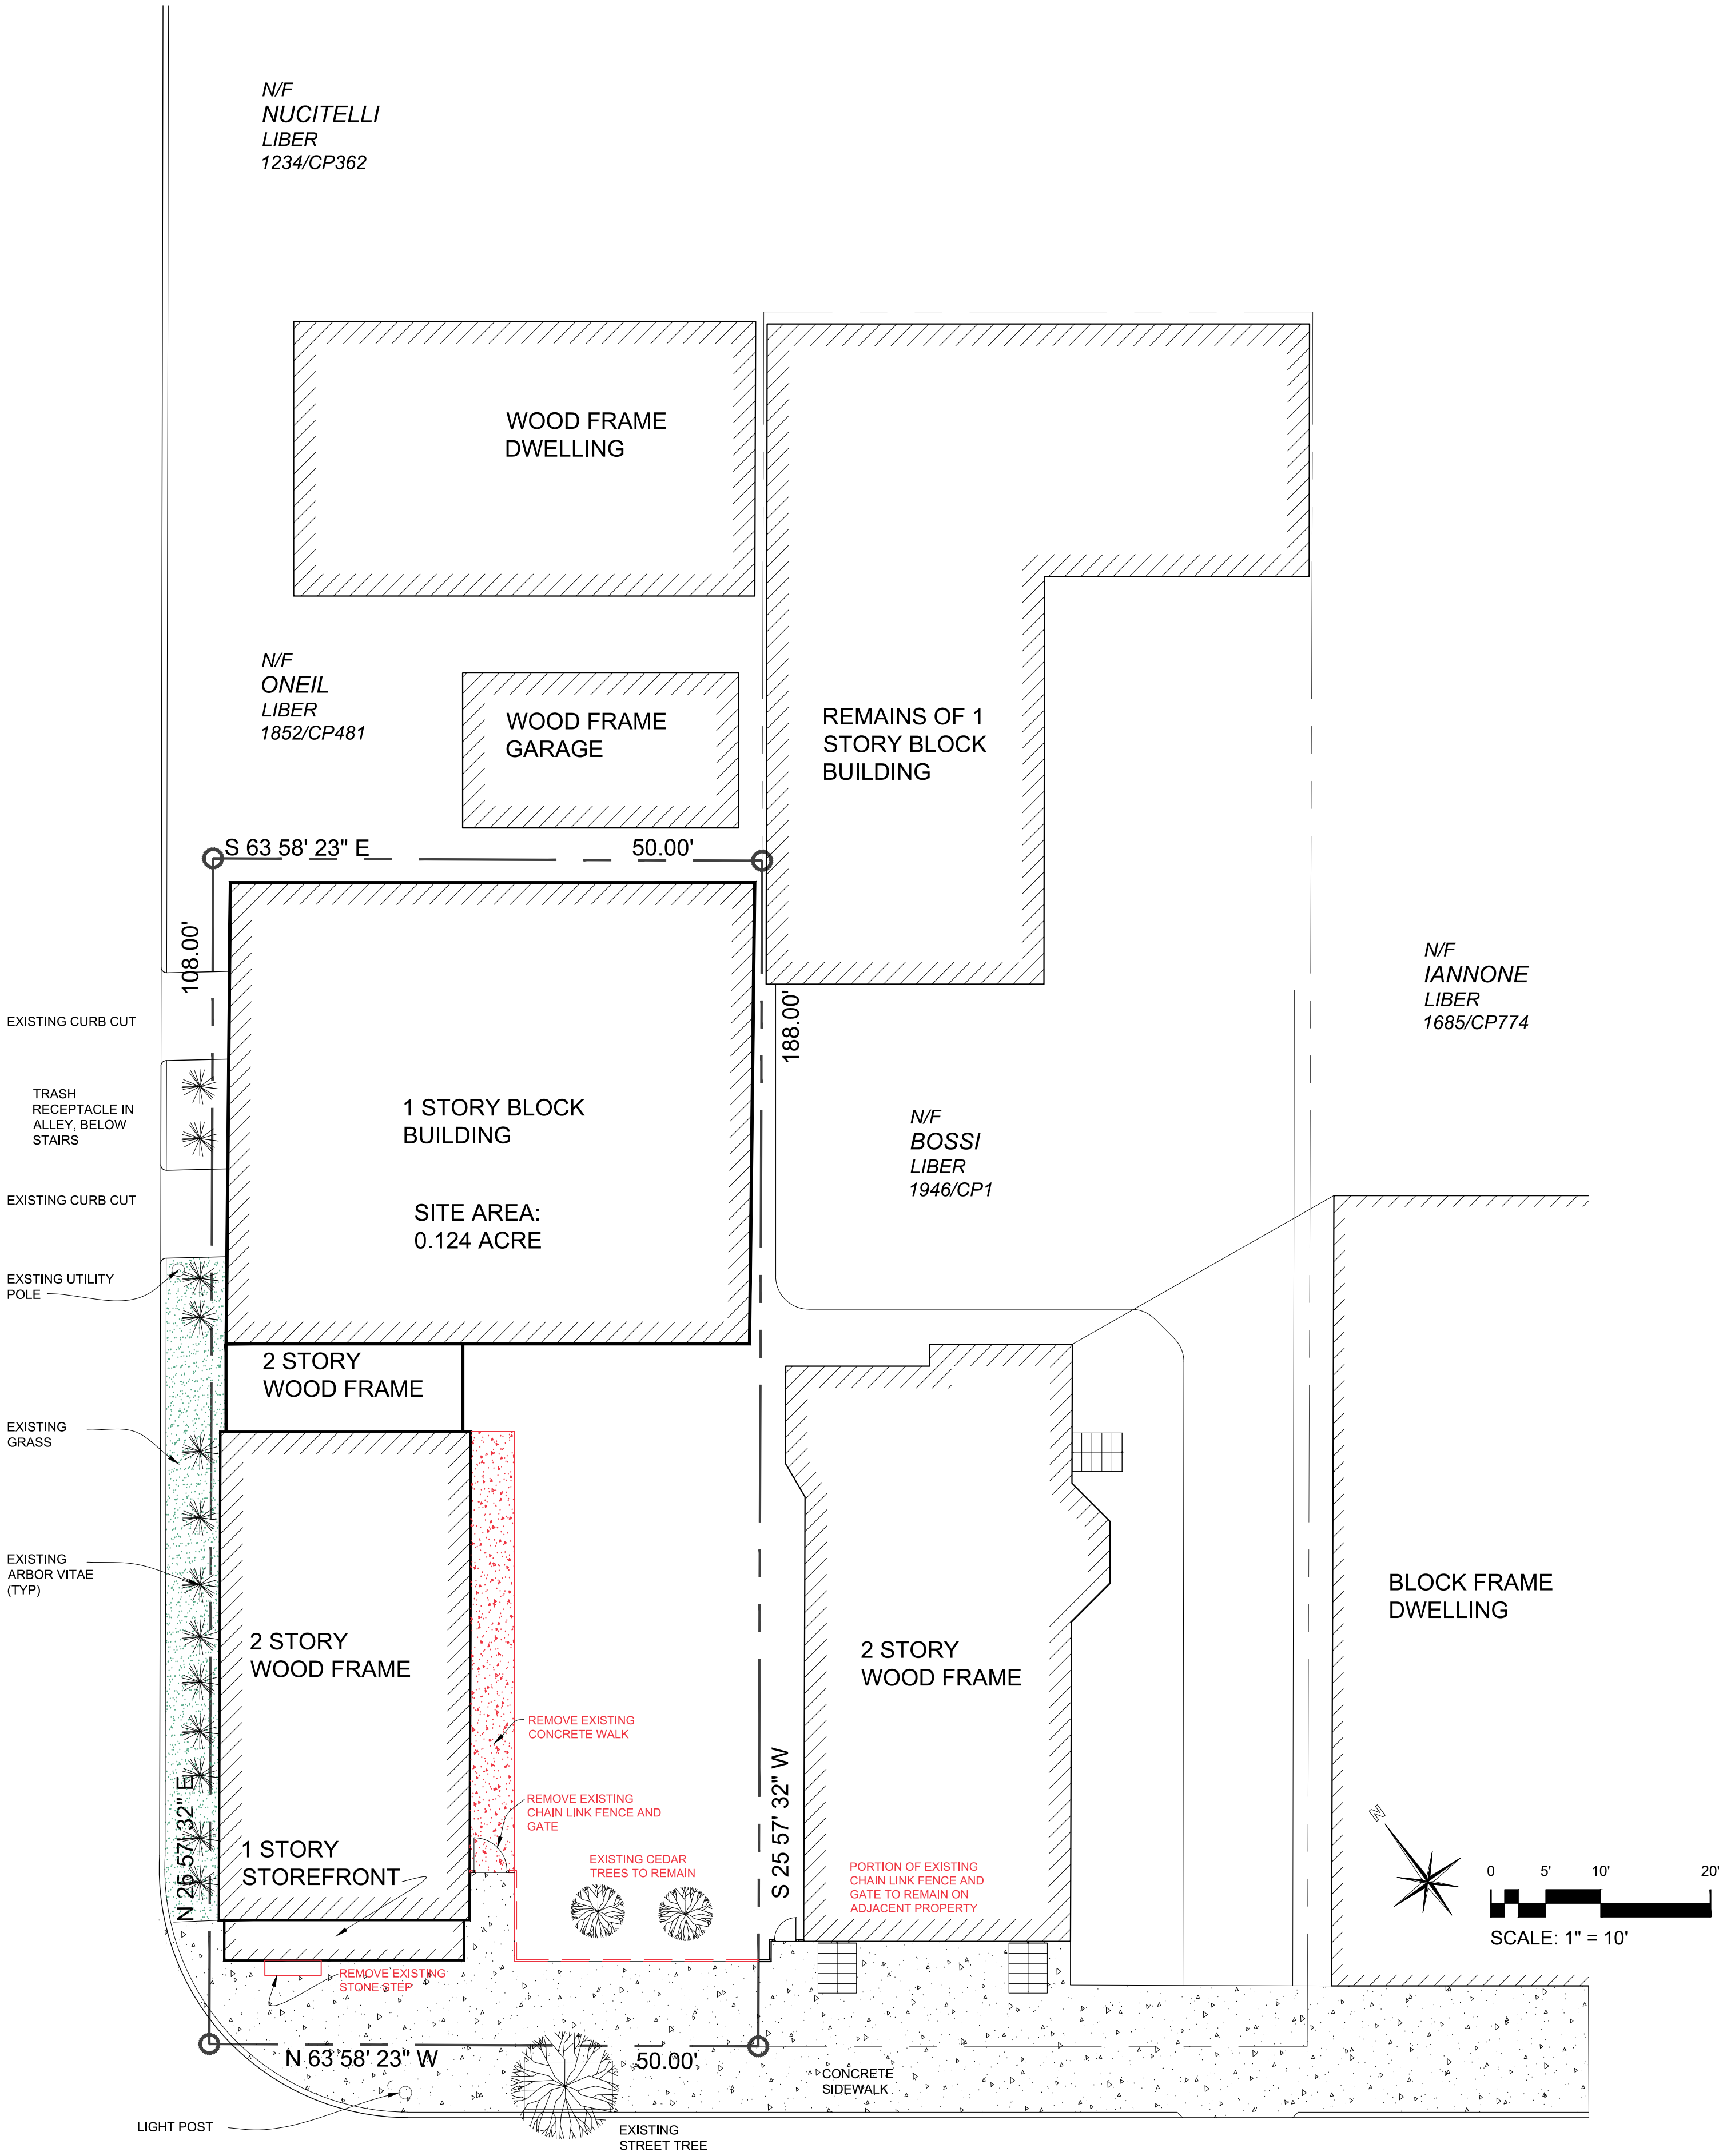 N/F
NUCITELLI
LIBER
1234/CP362
WOOD FRAME
DWELLING
N/F
ONEIL
LIBER
1852/CP481
WOOD FRAME
GARAGE
REMAINS OF 1
STORY BLOCK
BUILDING
S 63 58' 23" E
50.00'
108.00'
188.00'
N/F
IANNONE
LIBER
1685/CP774
EXISTING CURB CUT
TRASH
RECEPTACLE IN
ALLEY, BELOW
STAIRS
1 STORY BLOCK
BUILDING
N/F
BOSSI
LIBER
1946/CP1
EXISTING CURB CUT
SITE AREA:
0.124 ACRE
EXSTING UTILITY
POLE
2 STORY
WOOD FRAME
EXISTING
GRASS
EXISTING
ARBOR VITAE
(TYP)
BLOCK FRAME
DWELLING
2 STORY
WOOD FRAME
2 STORY
WOOD FRAME
REMOVE EXISTING
CONCRETE WALK
REMOVE EXISTING
CHAIN LINK FENCE AND
GATE
S 25 57' 32" W
N 25 57' 32" E
1 STORY
STOREFRONT
EXISTING CEDAR
TREES TO REMAIN
PORTION OF EXISTING
CHAIN LINK FENCE AND
GATE TO REMAIN ON
ADJACENT PROPERTY
N
0 5' 10' 20'
SCALE: 1" = 10'
REMOVE EXISTING
STONE STEP
N 63 58' 23" W
50.00'
CONCRETE
SIDEWALK
LIGHT POST
EXISTING
STREET TREE